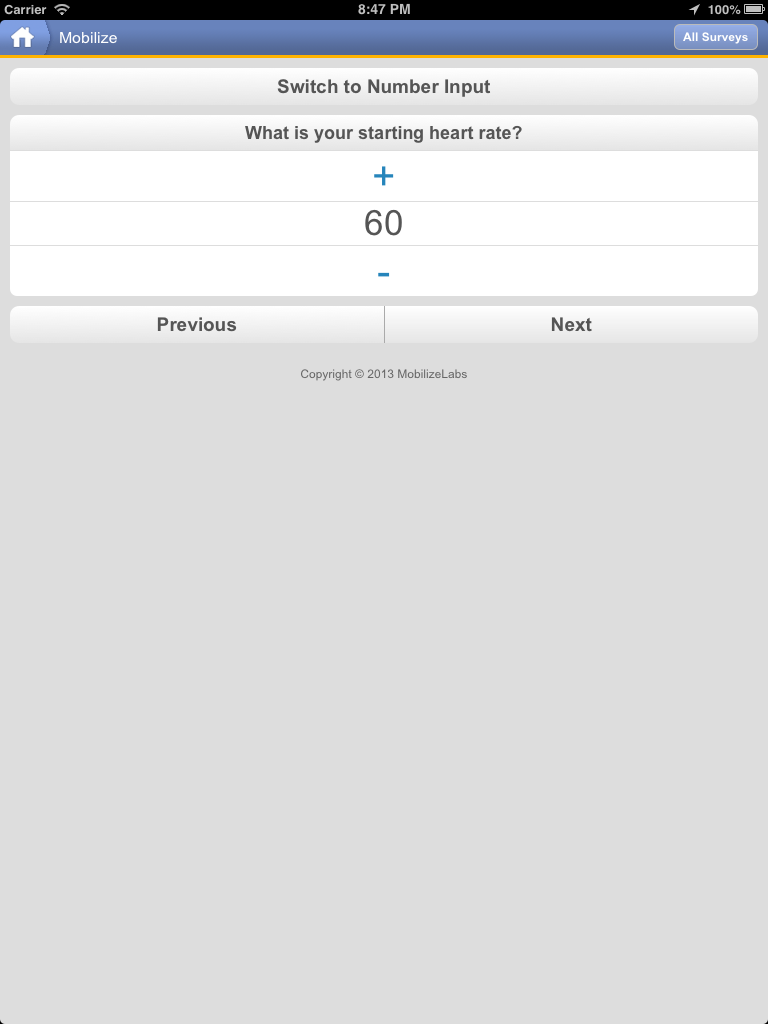 Carrier 8:47 PM 100%
Mobilize All Surveys
Switch to Number Input
What is your starting heart rate?
+
60
-
Previous Next
Copyright © 2013 MobilizeLabs